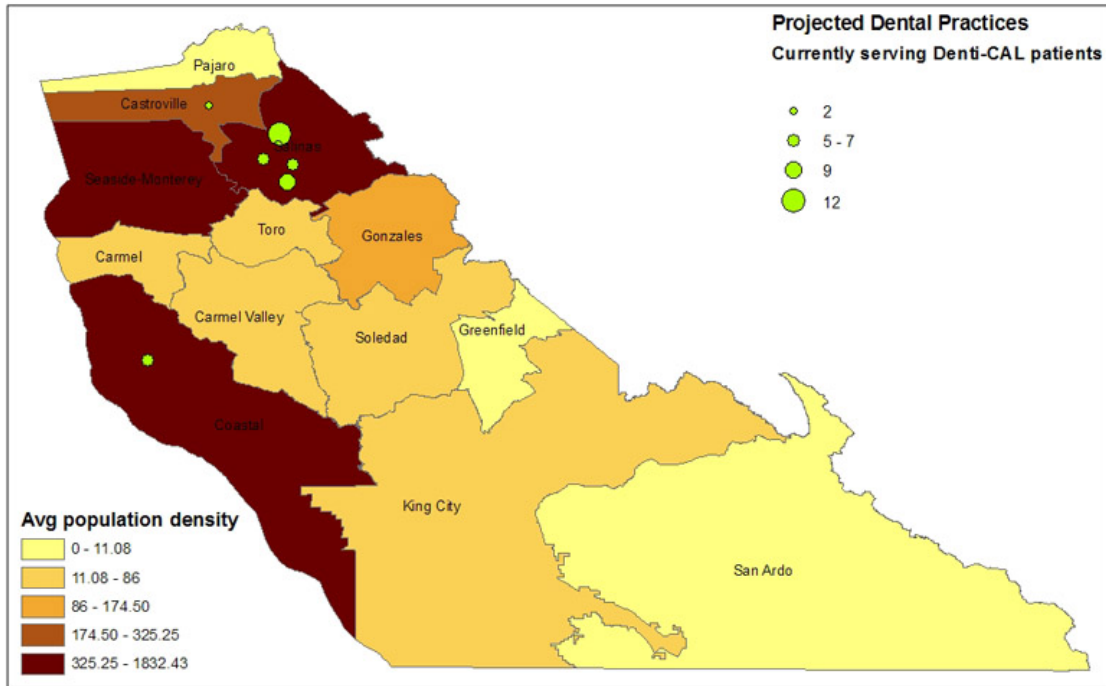 Projected Dental Practices
Currently serving Denti-CAL patients
2
5 - 7
9
12
Pajaro
Castroville
Salinas
Seaside-Monterey
Toro
Gonzales
Carmel
Carmel Valley
Soledad
Greenfield
Coastal
King City
San Ardo
Avg population density
0 - 11.08
11.08 - 86
86 - 174.50
174.50 - 325.25
325.25 - 1832.43